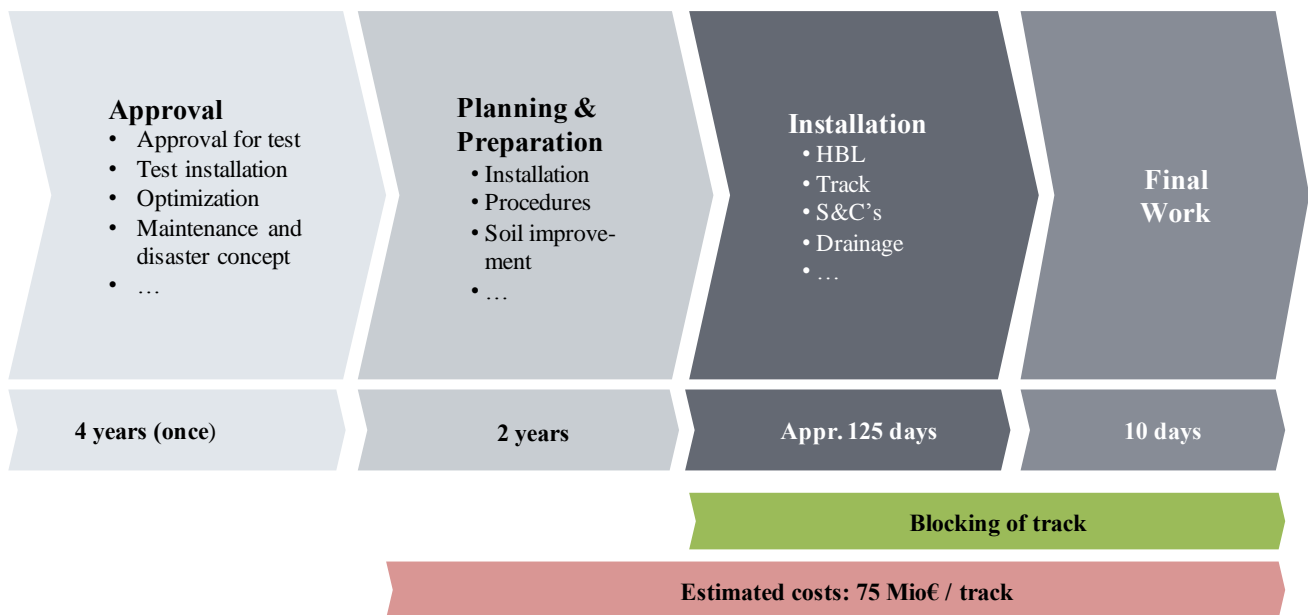 Approval
• Approval for test
• Test installation
• Optimization
• Maintenance and
disaster concept
• …
Planning &
Preparation
• Installation
• Procedures
• Soil improve-
ment
• …
Installation
• HBL
• Track
• S&C’s
• Drainage
• …
Final
Work
4 years (once)
2 years
Appr. 125 days
10 days
Blocking of track
Estimated costs: 75 Mio€ / track